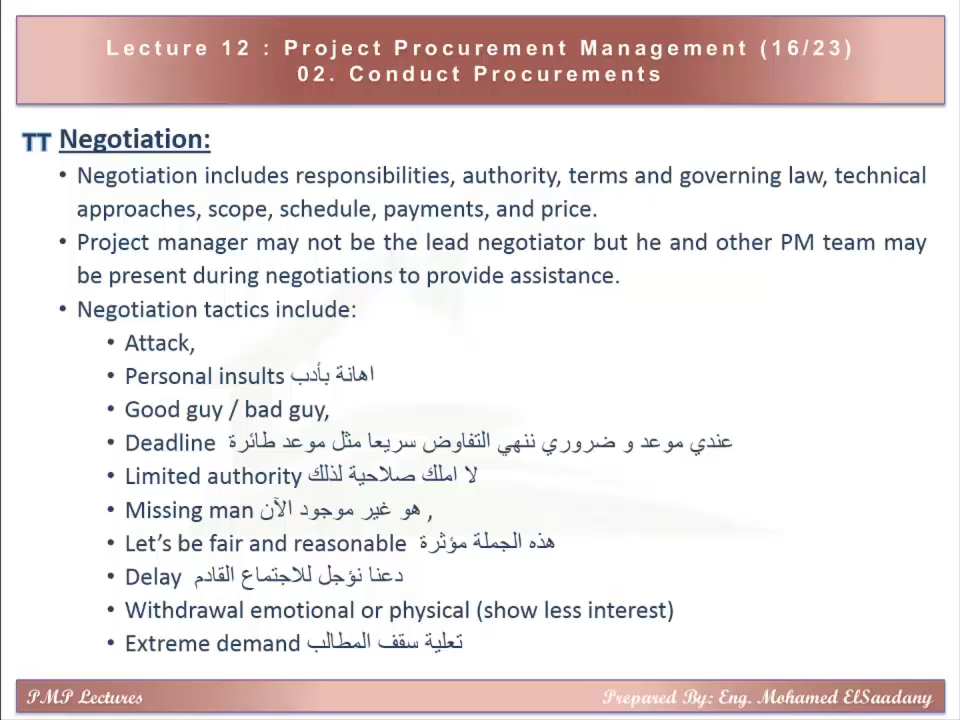 Lecture 12 : Project Procurement Management (16/23)
02. Conduct Procurements
TT Negotiation:
• Negotiation includes responsibilities, authority, terms and governing law, technical
approaches, scope, schedule, payments, and price.
• Project manager may not be the lead negotiator but he and other PM team may
be present during negotiations to provide assistance.
• Negotiation tactics include:
• Attack,
• Personal insults اهانة بأدب
• Good guy / bad guy,
• Deadline عندي موعد و ضروري ننهي التفاوض سريعا مثل موعد طائرة
• Limited authority لا املك صلاحية لذلك
• Missing man هو غير موجود الآن ,
• Let’s be fair and reasonable هذه الجملة مؤثرة
• Delay دعنا نؤجل للاجتماع القادم
• Withdrawal emotional or physical (show less interest)
• Extreme demand تعلية سقف المطالب
PMP Lectures
Prepared By: Eng. Mohamed ElSaadany